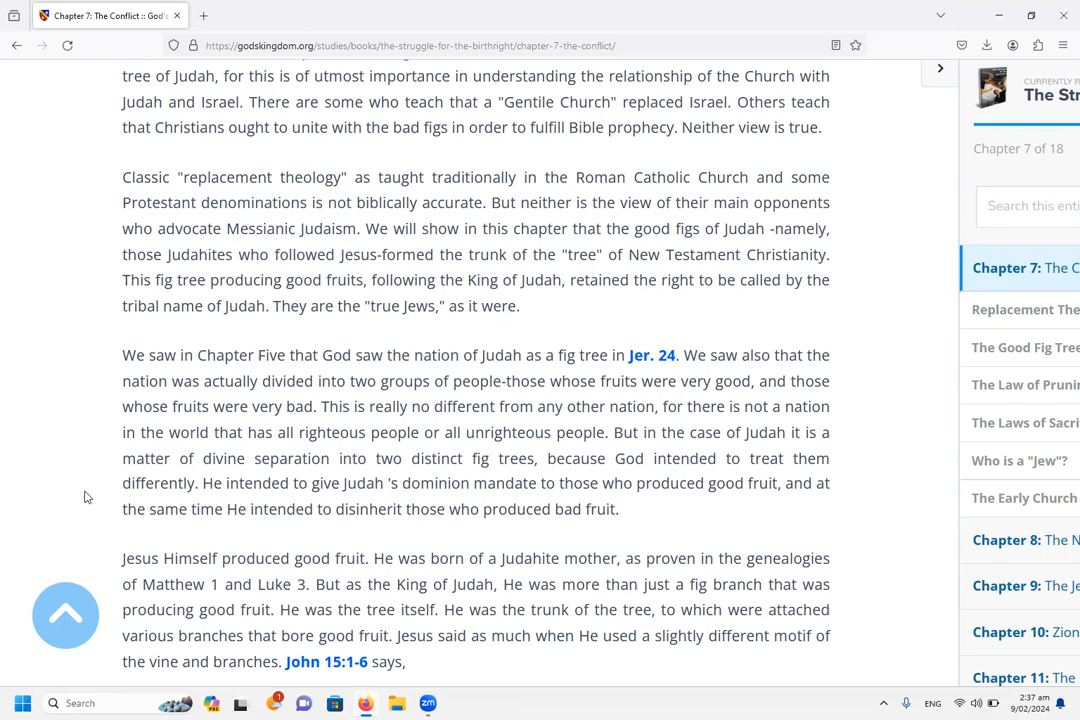 Chapter 7: The Conflict :: God's
https://godskingdom.org/studies/books/the-struggle-for-the-birthright/chapter-7-the-conflict/
tree of Judah, for this is of utmost importance in understanding the relationship of the Church with
Judah and Israel. There are some who teach that a "Gentile Church" replaced Israel. Others teach
that Christians ought to unite with the bad figs in order to fulfill Bible prophecy. Neither view is true.
Classic "replacement theology" as taught traditionally in the Roman Catholic Church and some
Protestant denominations is not biblically accurate. But neither is the view of their main opponents
who advocate Messianic Judaism. We will show in this chapter that the good figs of Judah -namely,
those Judahites who followed Jesus-formed the trunk of the "tree" of New Testament Christianity.
This fig tree producing good fruits, following the King of Judah, retained the right to be called by the
tribal name of Judah. They are the "true Jews," as it were.
We saw in Chapter Five that God saw the nation of Judah as a fig tree in Jer. 24. We saw also that the
nation was actually divided into two groups of people-those whose fruits were very good, and those
whose fruits were very bad. This is really no different from any other nation, for there is not a nation
in the world that has all righteous people or all unrighteous people. But in the case of Judah it is a
matter of divine separation into two distinct fig trees, because God intended to treat them
differently. He intended to give Judah 's dominion mandate to those who produced good fruit, and at
the same time He intended to disinherit those who produced bad fruit.
Jesus Himself produced good fruit. He was born of a Judahite mother, as proven in the genealogies
of Matthew 1 and Luke 3. But as the King of Judah, He was more than just a fig branch that was
producing good fruit. He was the tree itself. He was the trunk of the tree, to which were attached
various branches that bore good fruit. Jesus said as much when He used a slightly different motif of
the vine and branches. John 15:1-6 says,
CURRENTLY R
The Str
Chapter 7 of 18
Search this enti
Chapter 7: The C
Replacement The
The Good Fig Tree
The Law of Prunin
The Laws of Sacri
Who is a "Jew"?
The Early Church
Chapter 8: The N
Chapter 9: The Je
Chapter 10: Zion
Chapter 11: The
Search
1
zm
ENG
2:37 am
9/02/2024